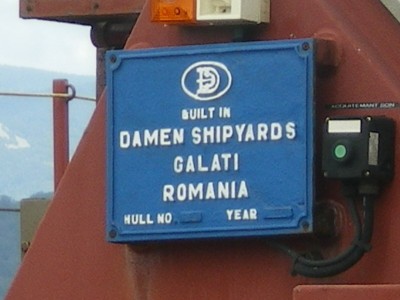 D
BUILT IN
DAMEN SHIPYARDS
GALATI
ROMANIA
HULL NO. YEAR